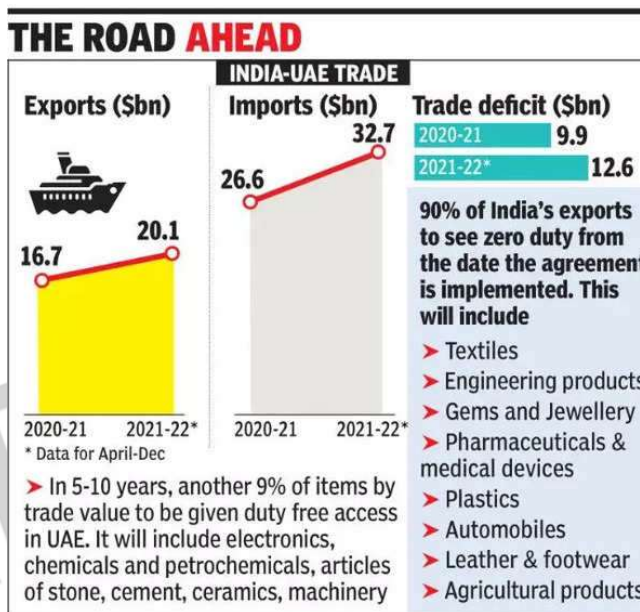 THE ROAD AHEAD
INDIA-UAE TRADE
Exports ($bn)
16.7
20.1
2020-21 2021-22*
* Data for April-Dec
Imports ($bn)
26.6
32.7
2020-21 2021-22*
Trade deficit ($bn)
2020-21 9.9
2021-22* 12.6
90% of India's exports
to see zero duty from
the date the agreement
is implemented. This
will include
➤ Textiles
➤ Engineering products
➤ Gems and Jewellery
➤ Pharmaceuticals &
medical devices
➤ Plastics
➤ Automobiles
➤ Leather & footwear
➤ Agricultural products
➤ In 5-10 years, another 9% of items by
trade value to be given duty free access
in UAE. It will include electronics,
chemicals and petrochemicals, articles
of stone, cement, ceramics, machinery